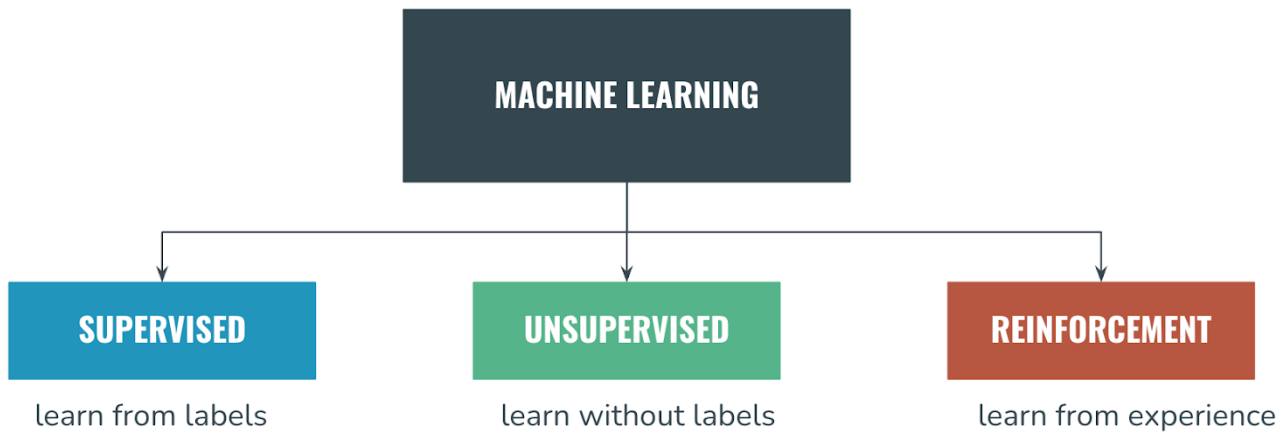 MACHINE LEARNING
SUPERVISED
UNSUPERVISED
REINFORCEMENT
learn from labels
learn without labels
learn from experience